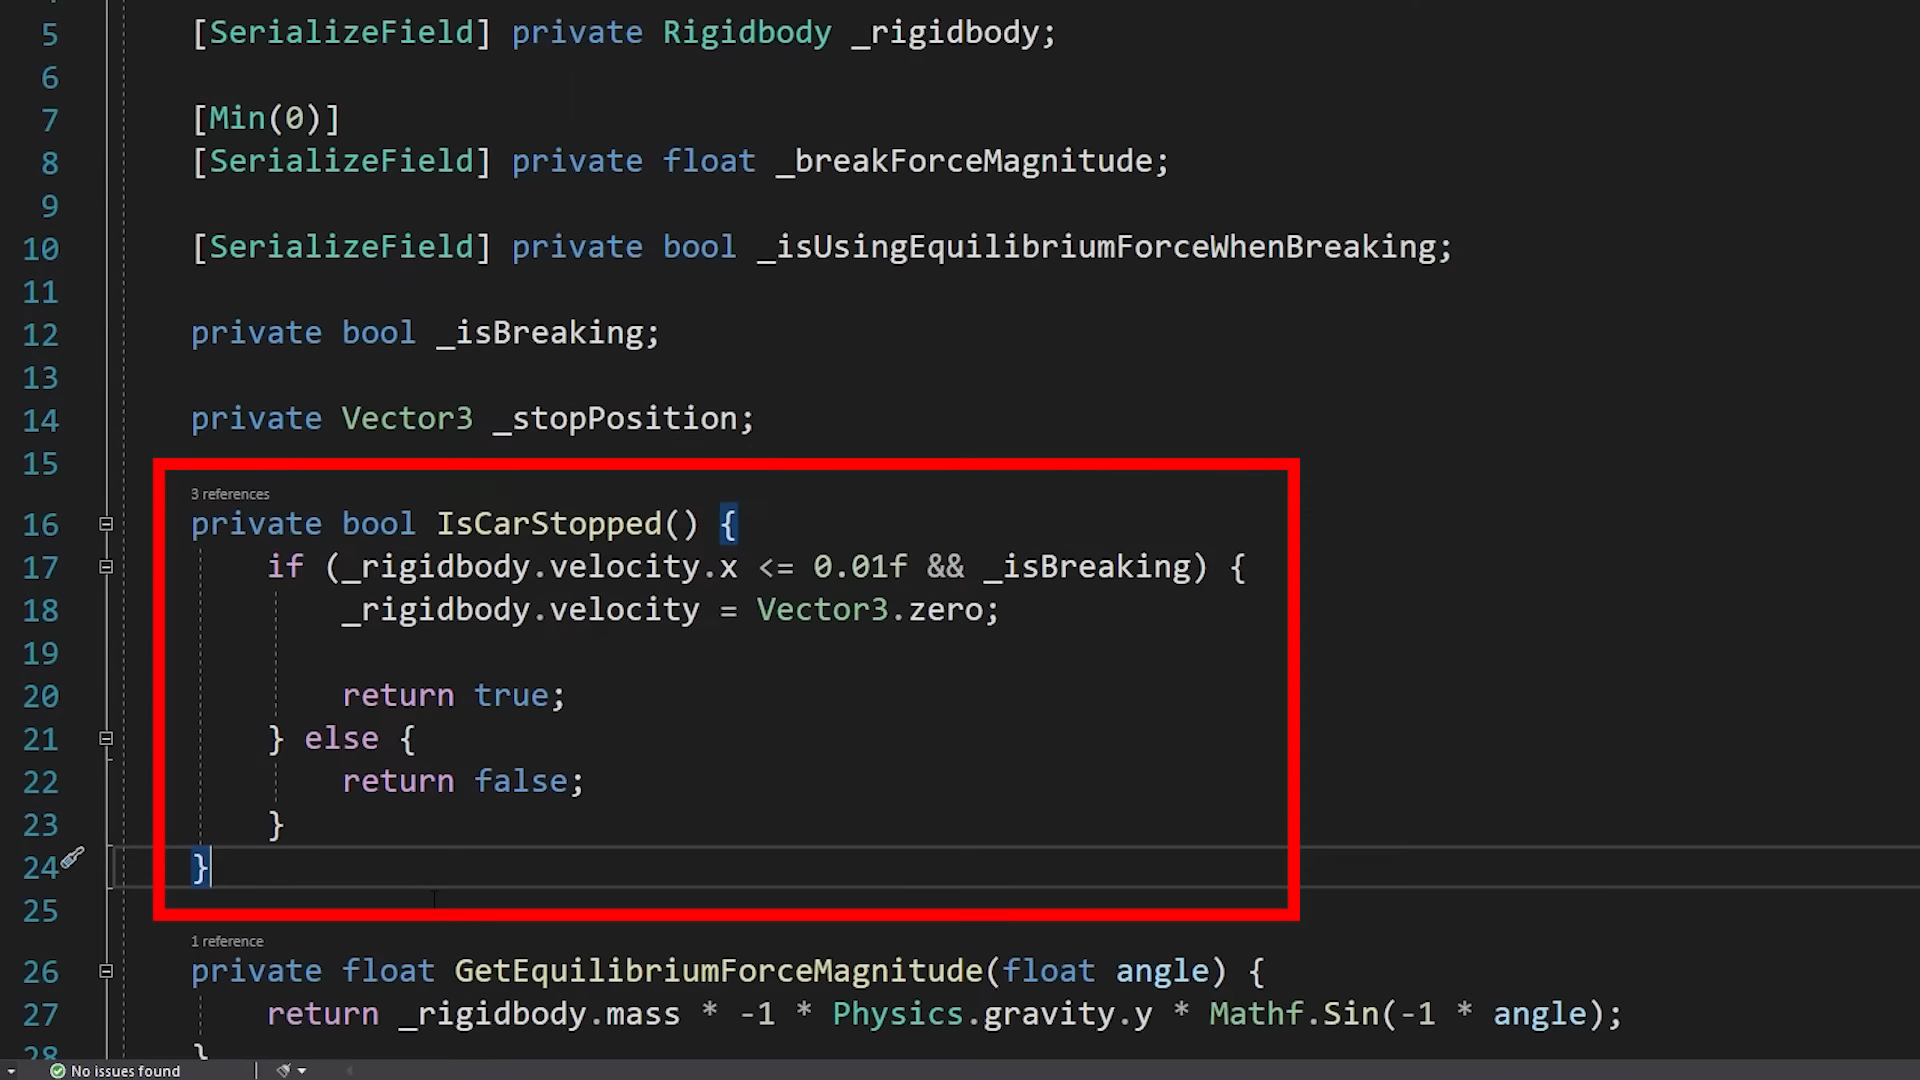 5 [SerializeField] private Rigidbody _rigidbody;
6
7 [Min(0)]
8 [SerializeField] private float _breakForceMagnitude;
9
10 [SerializeField] private bool _isUsingEquilibriumForceWhenBreaking;
11
12 private bool _isBreaking;
13
14 private Vector3 _stopPosition;
15
3 references
16 private bool IsCarStopped() {
17 if (_rigidbody.velocity.x <= 0.01f && _isBreaking) {
18 _rigidbody.velocity = Vector3.zero;
19
20 return true;
21 } else {
22 return false;
23 }
24 }
25
1 reference
26 private float GetEquilibriumForceMagnitude(float angle) {
27 return _rigidbody.mass * -1 * Physics.gravity.y * Mathf.Sin(-1 * angle);
28 }
No issues found